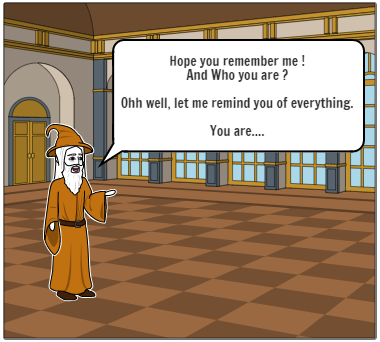 Hope you remember me !
And Who you are ?
Ohh well, let me remind you of everything.
You are....